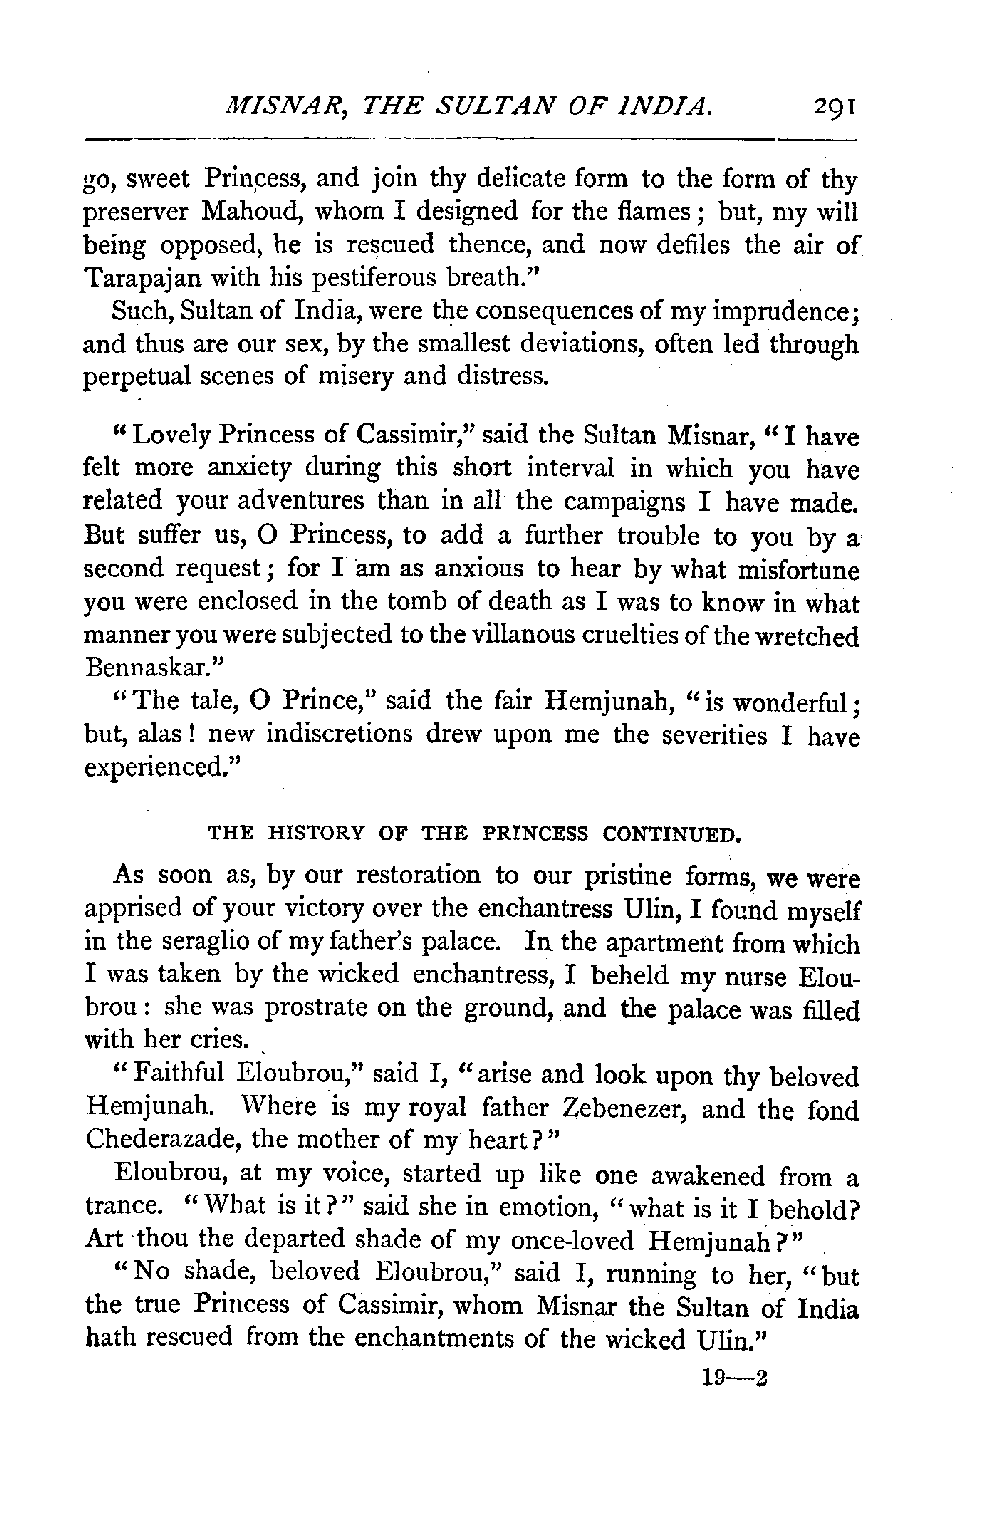 MISNAR, THE SULTAN OF INDIA. 291
go, sweet Princess, and join thy delicate form to the form of thy
preserver Mahoud, whom I designed for the flames; but, my will
being opposed, he is rescued thence, and now defiles the air of
Tarapajan with his pestiferous breath."
Such, Sultan of India, were the consequences of my imprudence;
and thus are our sex, by the smallest deviations, often led through
perpetual scenes of misery and distress.
"Lovely Princess of Cassimir," said the Sultan Misnar, "I have
felt more anxiety during this short interval in which you have
related your adventures than in all the campaigns I have made.
But suffer us, O Princess, to add a further trouble to you by a
second request; for I am as anxious to hear by what misfortune
you were enclosed in the tomb of death as I was to know in what
manner you were subjected to the villanous cruelties of the wretched
Bennaskar."
"The tale, O Prince," said the fair Hemjunah, "is wonderful;
but, alas! new indiscretions drew upon me the severities I have
experienced."
THE HISTORY OF THE PRINCESS CONTINUED.
As soon as, by our restoration to our pristine forms, we were
apprised of your victory over the enchantress Ulin, I found myself
in the seraglio of my father's palace. In the apartment from which
I was taken by the wicked enchantress, I beheld my nurse Elou-
brou: she was prostrate on the ground, and the palace was filled
with her cries.
"Faithful Eloubrou," said I, "arise and look upon thy beloved
Hemjunah. Where is my royal father Zebenezer, and the fond
Chederazade, the mother of my heart?"
Eloubrou, at my voice, started up like one awakened from a
trance. "What is it?" said she in emotion, "what is it I behold?
Art thou the departed shade of my once-loved Hemjunah?"
"No shade, beloved Eloubrou," said I, running to her, "but
the true Princess of Cassimir, whom Misnar the Sultan of India
hath rescued from the enchantments of the wicked Ulin."
19—2